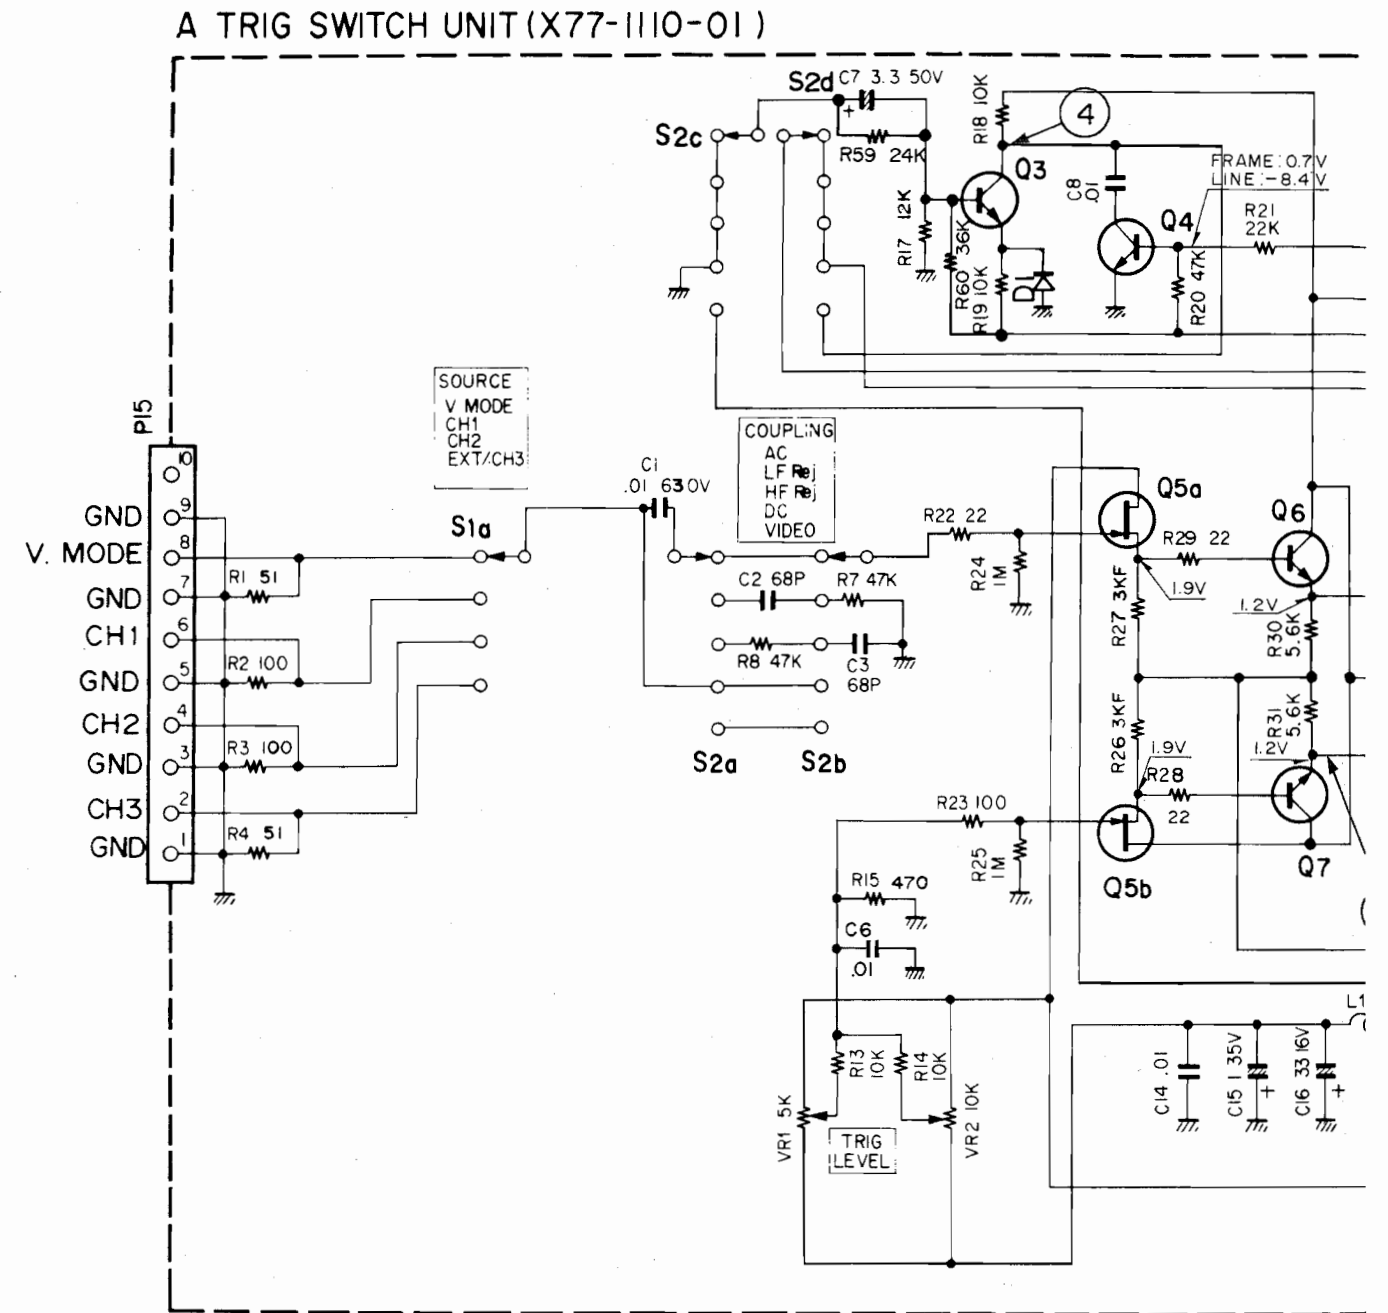 A TRIG SWITCH UNIT (X77-1110-01)
S2d
C7 3.3 50V
+
S2c
R59 24K
R18 10K
4
Q3
FRAME:0.7V
LINE:-8.4V
C8
.01
Q4
R21
22K
R17 12K
R60 36K
R19 10K
D1
R20 47K
SOURCE
V MODE
CH1
CH2
EXT/CH3
COUPLING
AC
LF Rej
HF Rej
DC
VIDEO
P15
10
GND 9
V. MODE 8
GND 7
CH1 6
GND 5
CH2 4
GND 3
CH3 2
GND 1
R1 51
R2 100
R3 100
R4 51
S1a
C1
.01 630V
C2 68P
R7 47K
R8 47K
C3
68P
S2a
S2b
R22 22
R24
1M
Q5a
R29 22
1.9V
Q6
1.2V
R27 3KF
R30
5.6K
R26 3KF
R31
5.6K
1.9V
1.2V
R28
22
R23 100
R25
1M
Q5b
Q7
R15 470
C6
.01
R13
10K
R14
10K
VR1 5K
VR2 10K
TRIG
LEVEL
L1
C14 .01
C15 1 35V
+
C16 33 16V
+